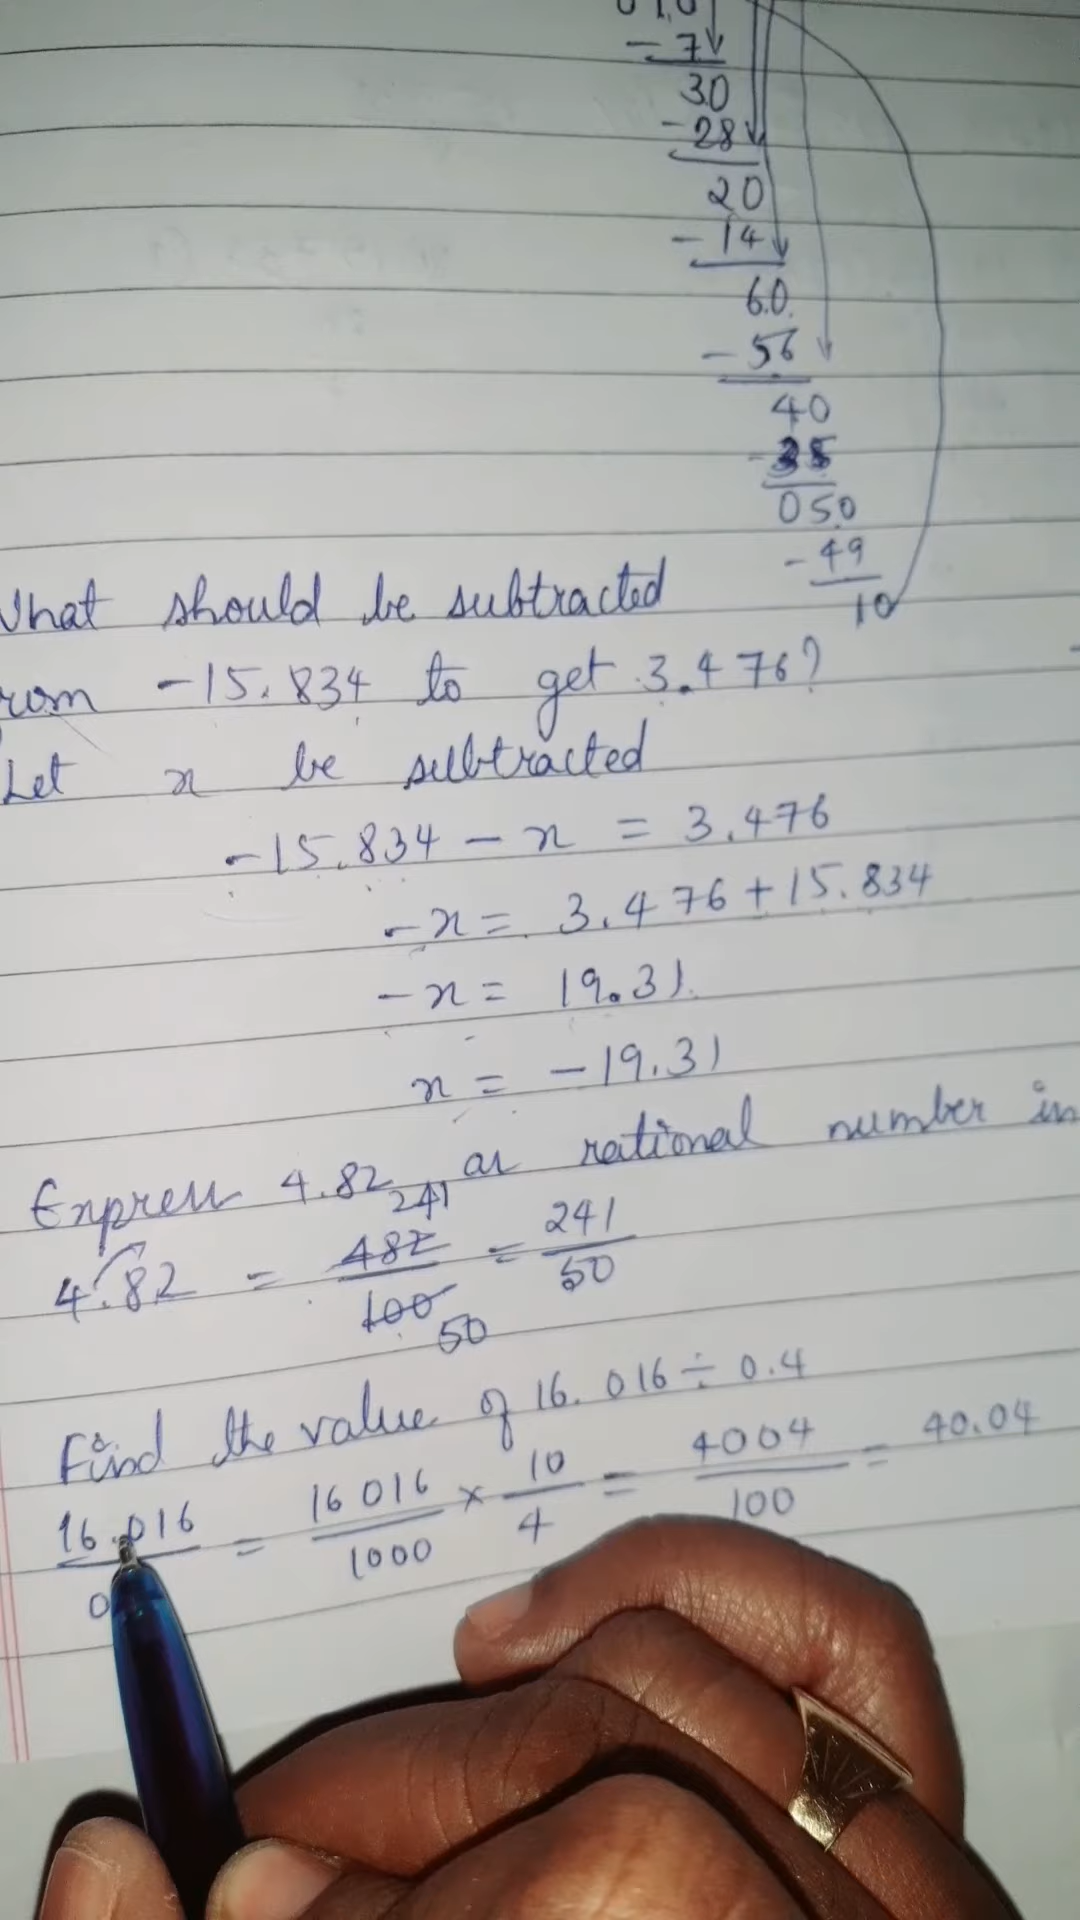 - 7
30
- 28
20
- 14
60
- 56
40
- 35
050
- 49
10
What should be subtracted
from -15.834 to get 3.476?
Let x be subtracted
-15.834 - x = 3.476
-x = 3.476 + 15.834
-x = 19.31
x = -19.31
Express 4.82 as rational number in
241
4.82 = 482/100 = 241/50
50
Find the value of 16.016 ÷ 0.4
16.016/0 = 16016/1000 × 10/4 = 4004/100 = 40.04